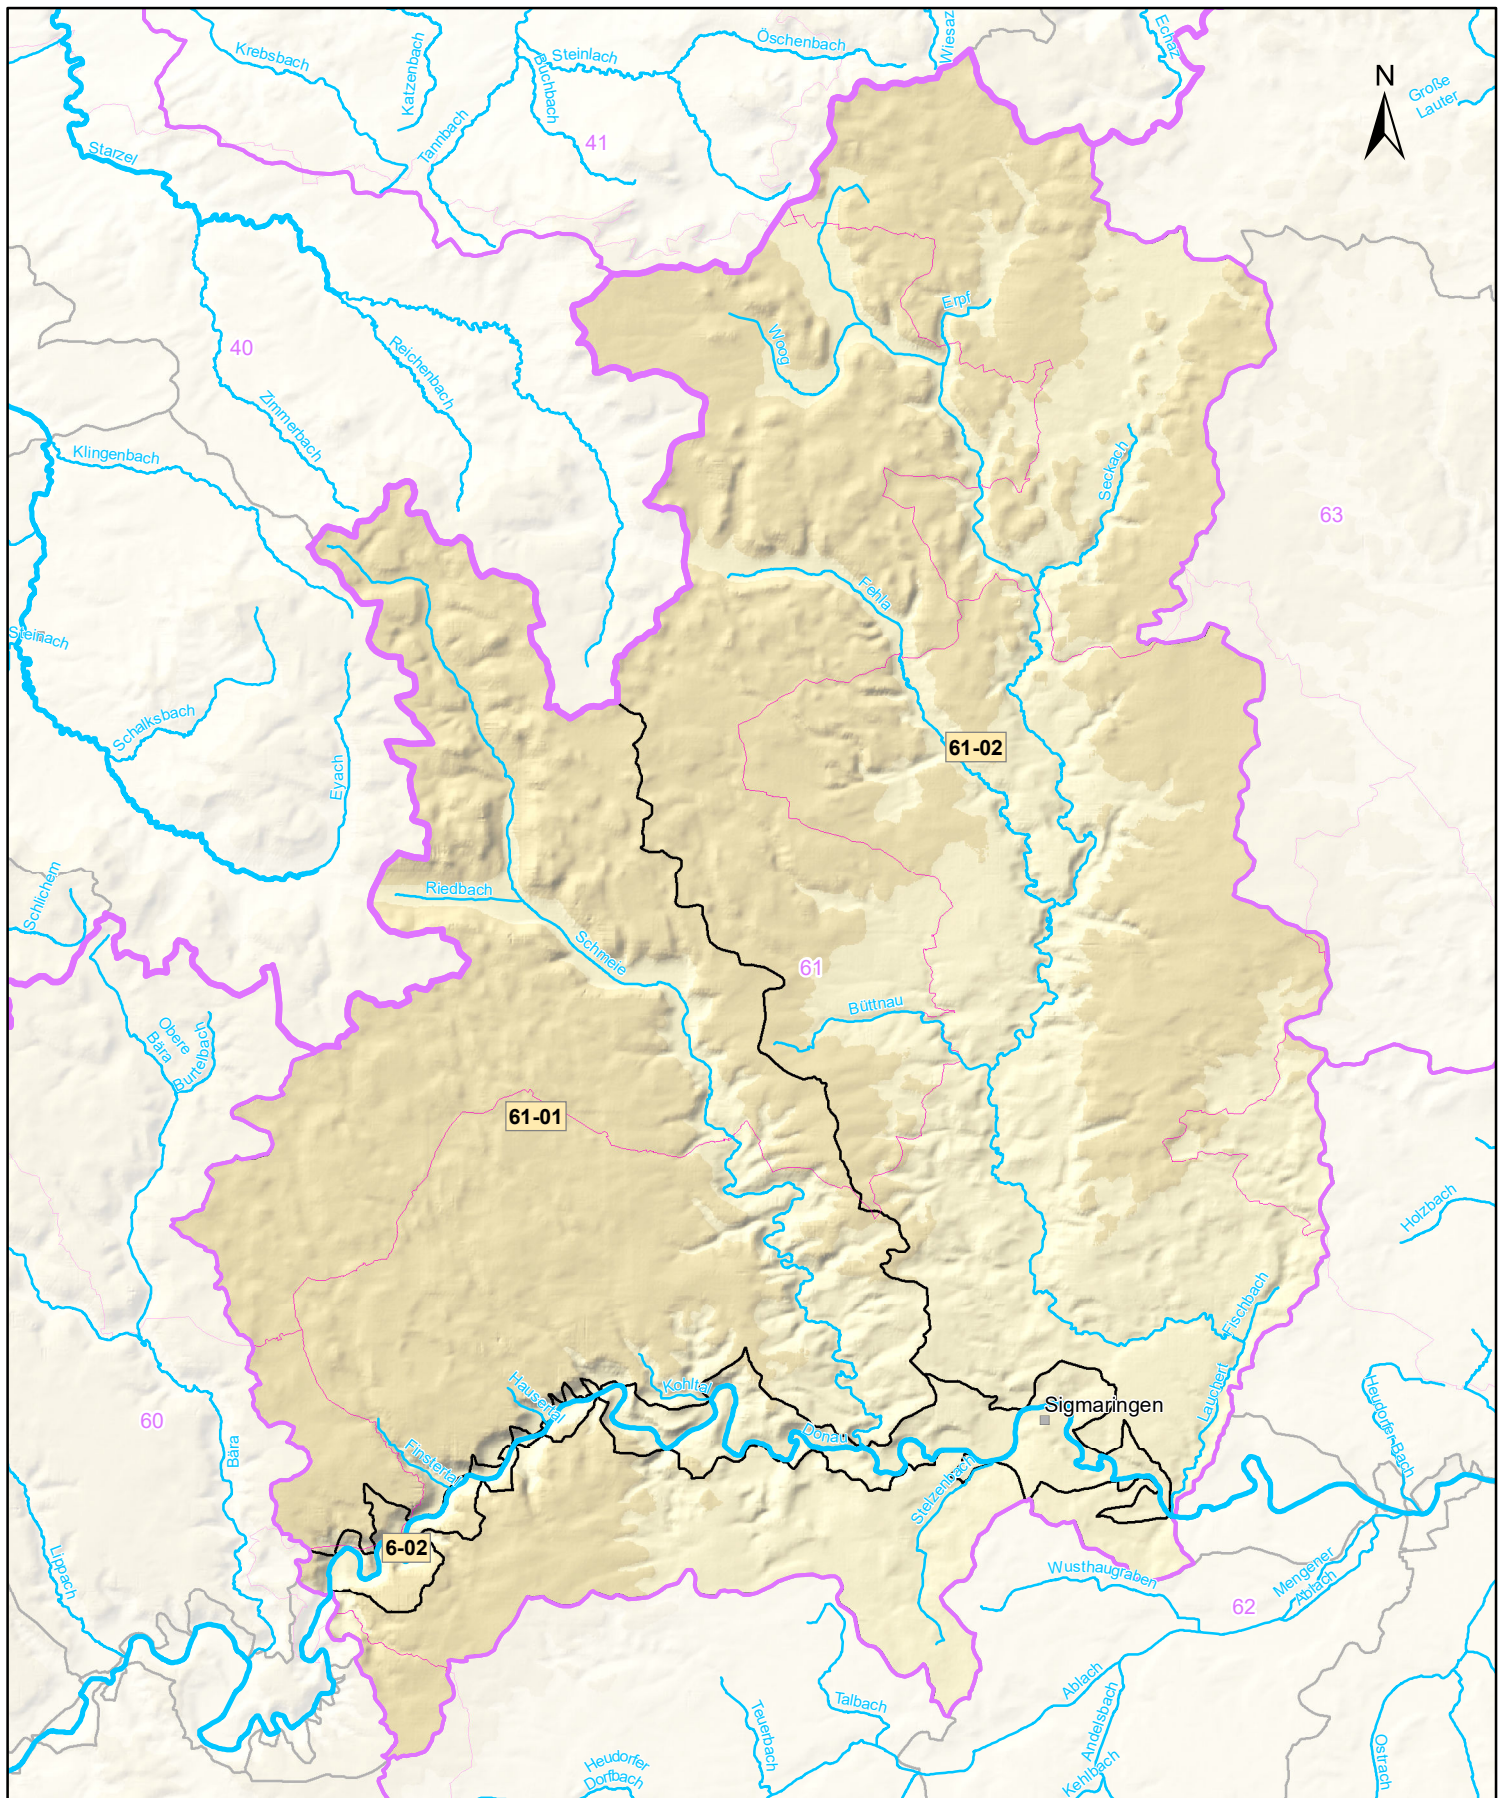 Krebsbach
Katzenbach
Steinlach
Buchbach
Öschenbach
Wiesaz
Echaz
Große
Lauter
N
Tannbach
41
Starzel
40
Reichenbach
Zimmerbach
Klingenbach
Erpf
Woog
Seckach
63
Fehla
Steinach
Schalksbach
Eyach
61-02
Schlichem
Riedbach
Schmeie
61
Büttnau
Obere
Bära
Burtelbach
61-01
Holzbach
Fischbach
Lauchert
Kohltal
Hausertal
Sigmaringen
Donau
Heudorfer Bach
60
Bära
Finstertal
Stelzenbach
6-02
Lippach
Wusthaugraben
Mengener
Ablach
62
Ablach
Talbach
Teuerbach
Andelsbach
Kehlbach
Ostrach
Heudorfer
Dorfbach